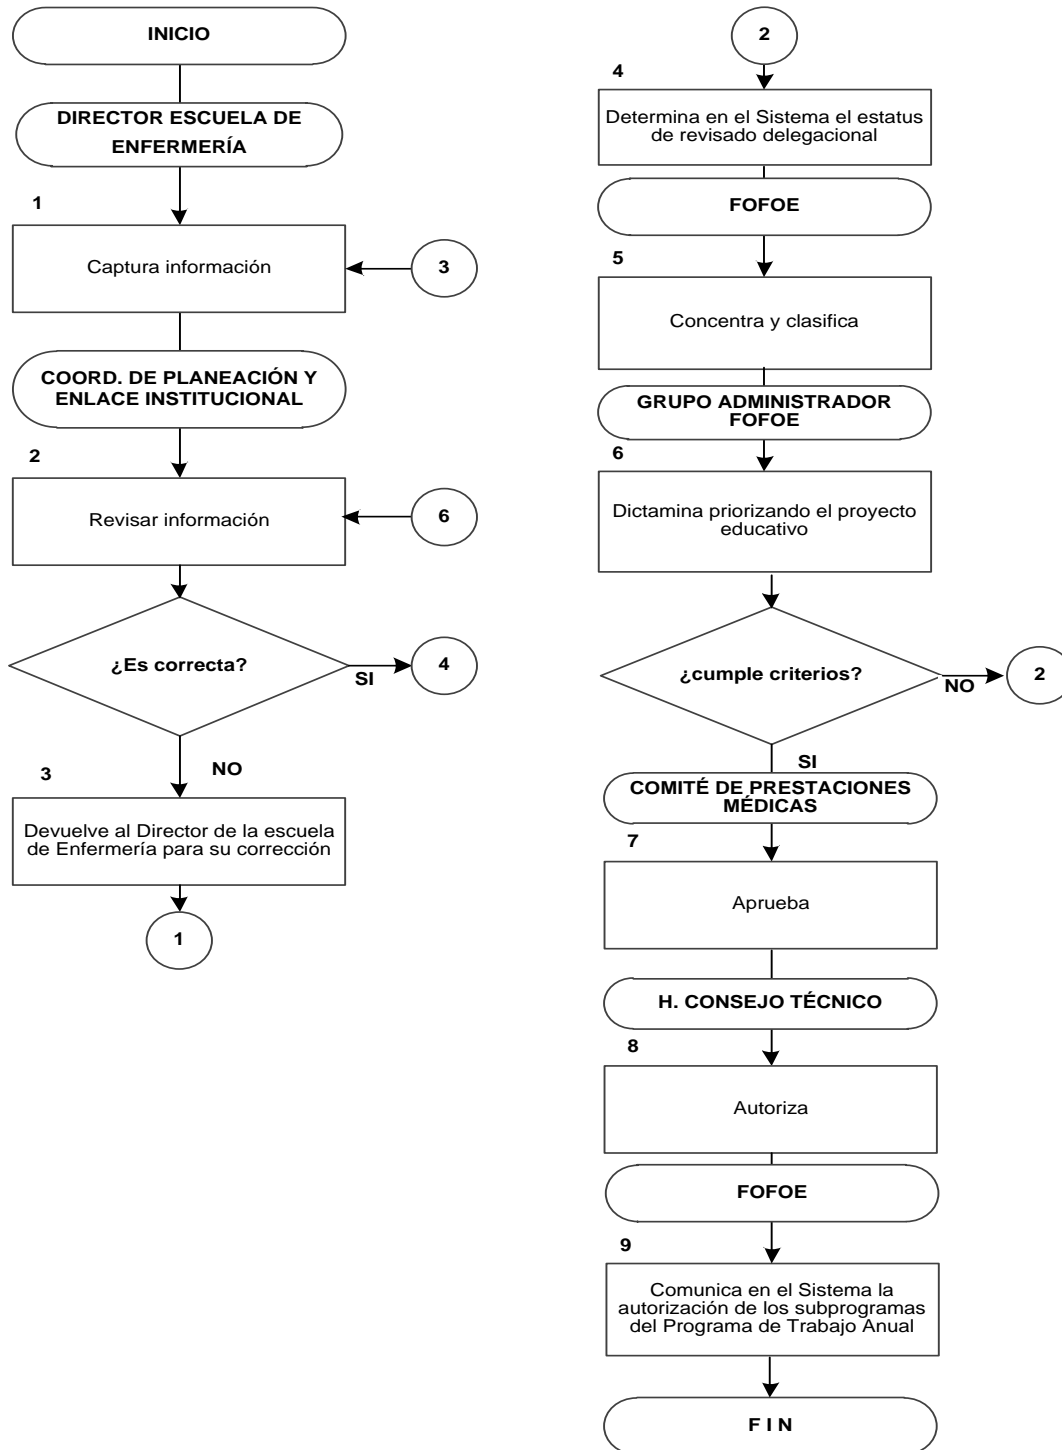 INICIO
DIRECTOR ESCUELA DE
ENFERMERÍA
1
Captura información
3
COORD. DE PLANEACIÓN Y
ENLACE INSTITUCIONAL
2
Revisar información
6
¿Es correcta?
SI
4
NO
3
Devuelve al Director de la escuela
de Enfermería para su corrección
1
2
4
Determina en el Sistema el estatus
de revisado delegacional
FOFOE
5
Concentra y clasifica
GRUPO ADMINISTRADOR
FOFOE
6
Dictamina priorizando el proyecto
educativo
¿cumple criterios?
NO
2
SI
COMITÉ DE PRESTACIONES
MÉDICAS
7
Aprueba
H. CONSEJO TÉCNICO
8
Autoriza
FOFOE
9
Comunica en el Sistema la
autorización de los subprogramas
del Programa de Trabajo Anual
F I N